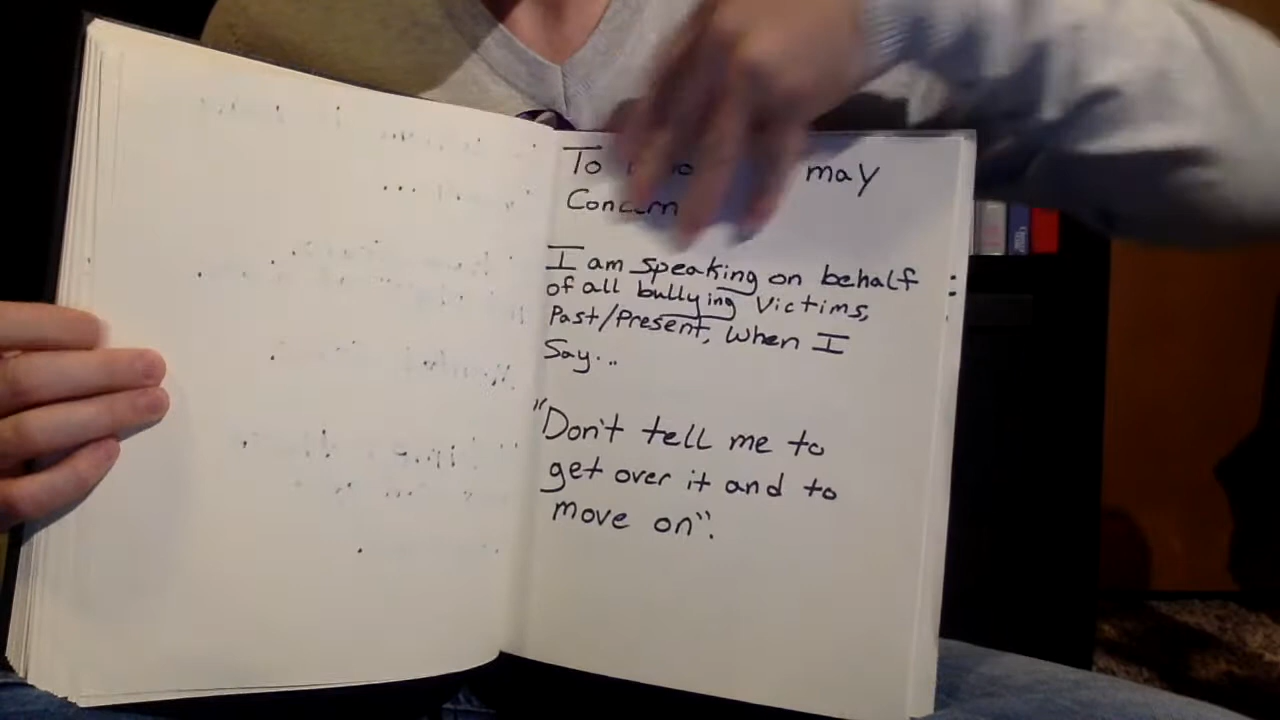 To may
Concern
I am speaking on behalf
of all bullying Victims,
Past/Present, When I
Say...
"Don't tell me to
get over it and to
move on".